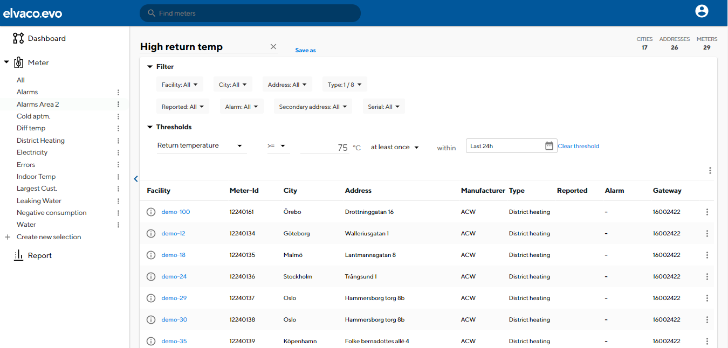 elvaco.evo
Find meters
Dashboard
Meter
All
Alarms
Alarms Area 2
Cold aptm.
Diff temp
District Heating
Electricity
Errors
Indoor Temp
Largest Cust.
Leaking Water
Negative consumption
Water
Create new selection
Report
High return temp
Save as
CITIES ADDRESSES METERS
17 26 29
Filter
Facility: All City: All Address: All Type: 1 / 8
Reported: All Alarm: All Secondary address: All Serial: All
Thresholds
Return temperature >= 75 °C at least once within Last 24h Clear threshold
Facility Meter-Id City Address Manufacturer Type Reported Alarm Gateway
demo-100 12240161 Örebo Drottninggatan 16 ACW District heating - 16002422
demo-12 12240134 Göteborg Walleriusgatan 1 ACW District heating - 16002422
demo-18 12240135 Malmö Lantmannagatan 8 ACW District heating - 16002422
demo-24 12240136 Stockholm Trångsund 1 ACW District heating - 16002422
demo-29 12240137 Oslo Hammersborg torg 8b ACW District heating - 16002422
demo-30 12240138 Oslo Hammersborg torg 8b ACW District heating - 16002422
demo-35 12240139 Köpenhamn Folke bernadottes allé 4 ACW District heating - 16002422